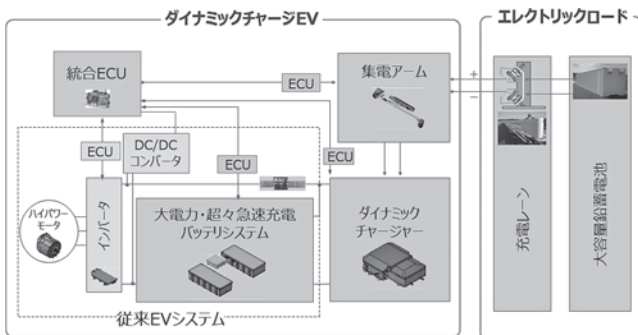 ダイナミックチャージEV
エレクトリックロード
統合ECU
ECU
集電アーム
+
−
ECU
DC/DC
コンバータ
ECU
ECU
ハイパワー
モータ
インバータ
大電力・超々急速充電
バッテリシステム
ダイナミック
チャージャー
充電レーン
大容量鉛蓄電池
従来EVシステム